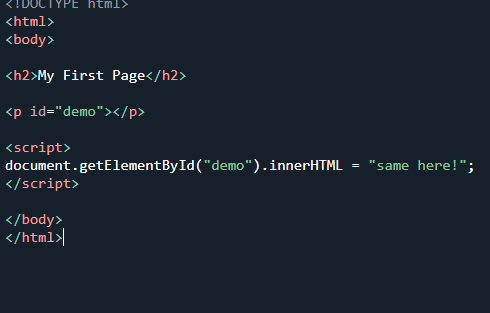 <!DOCTYPE html>
<html>
<body>
<h2>My First Page</h2>
<p id="demo"></p>
<script>
document.getElementById("demo").innerHTML = "same here!";
</script>
</body>
</html>